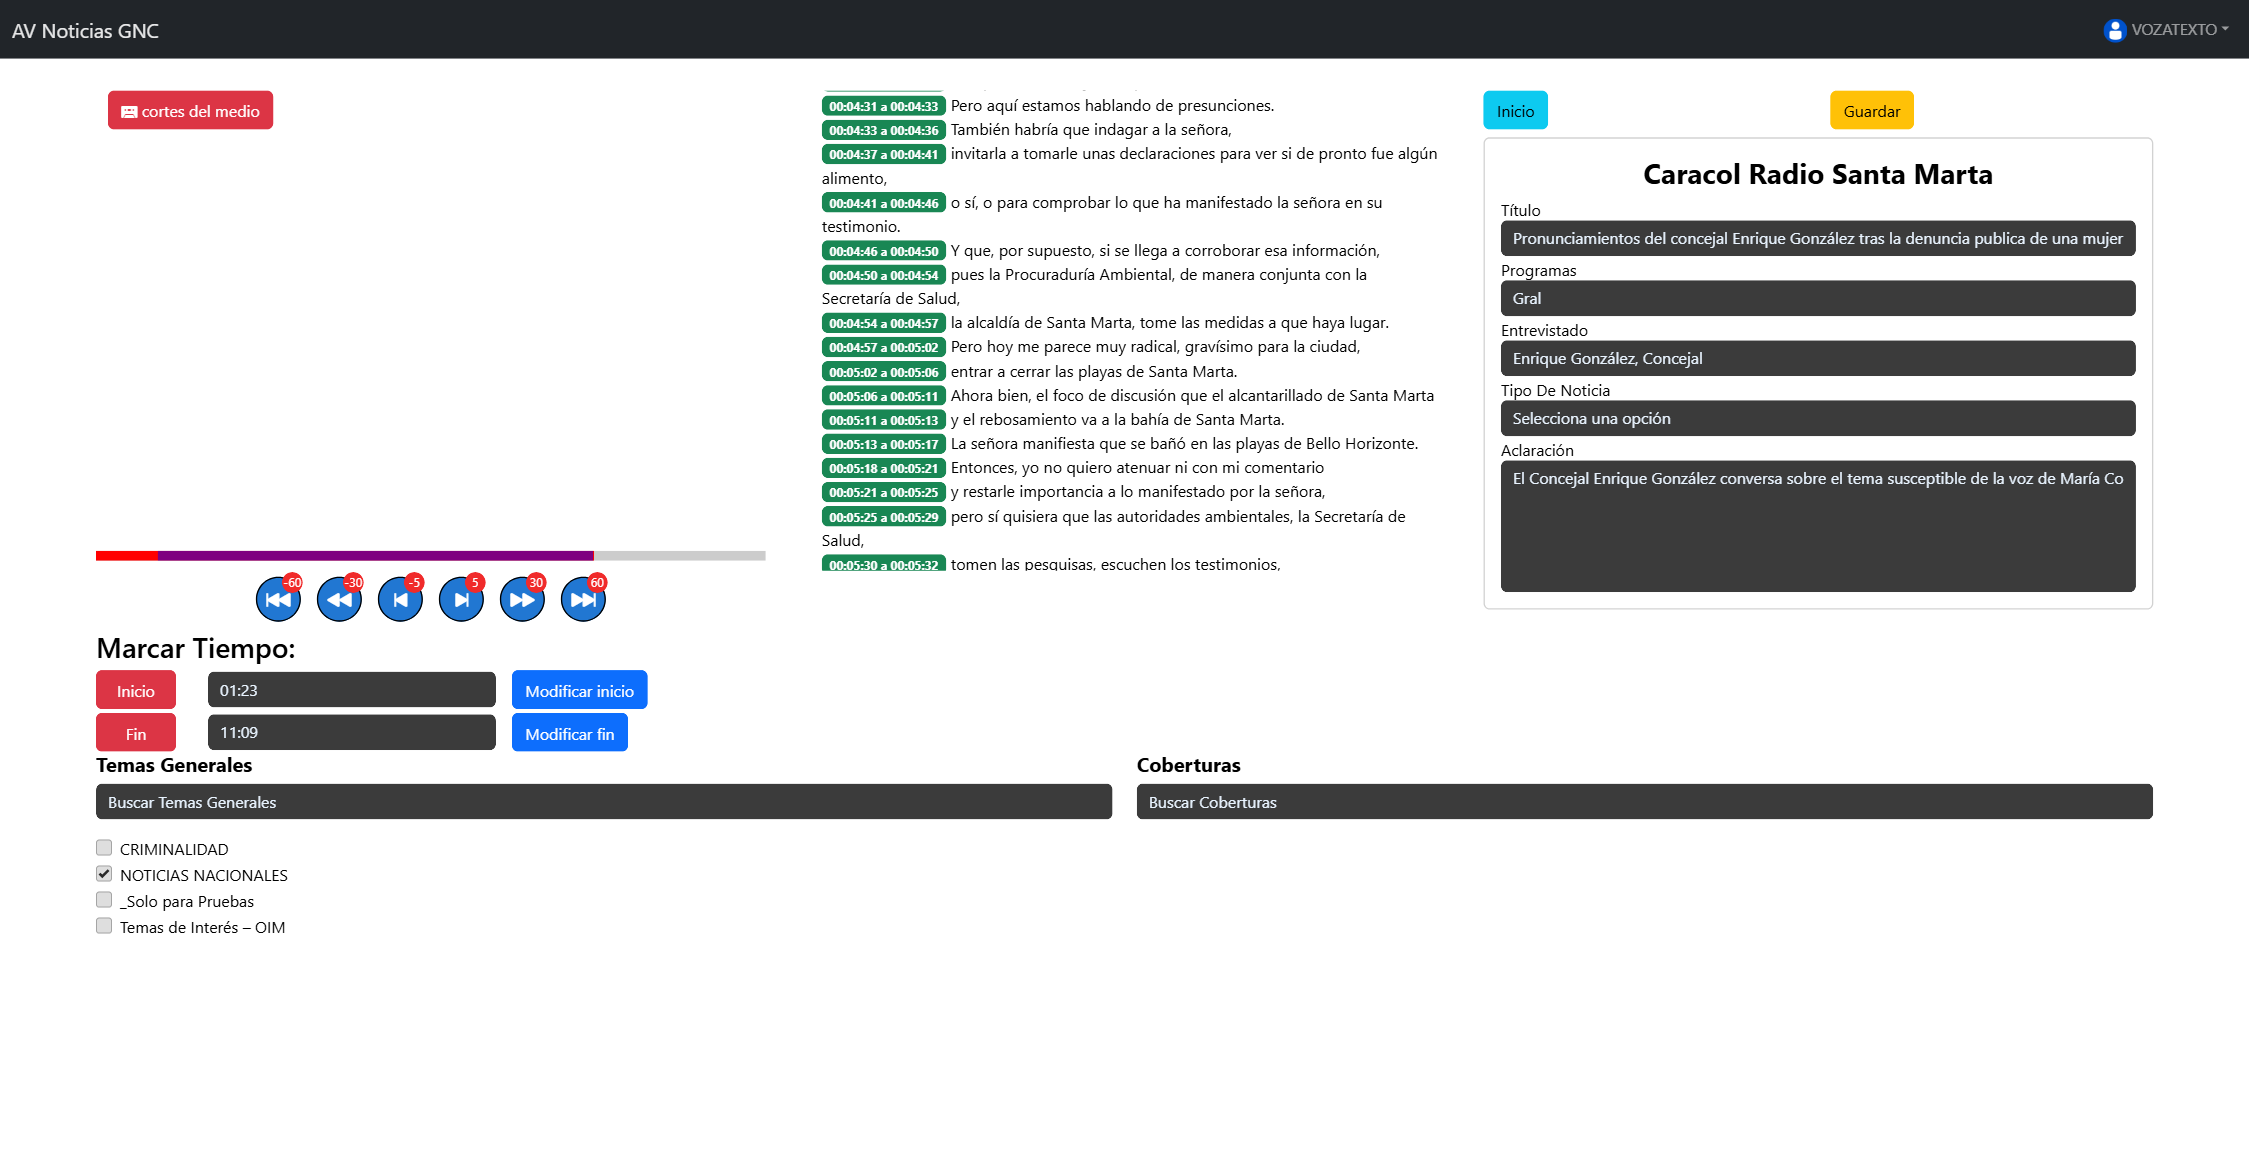 AV Noticias GNC
VOZATEXTO
cortes del medio
-60
-30
-5
5
30
60
Marcar Tiempo:
Inicio
01:23
Modificar inicio
Fin
11:09
Modificar fin
00:04:31 a 00:04:33 Pero aquí estamos hablando de presunciones.
00:04:33 a 00:04:36 También habría que indagar a la señora,
00:04:37 a 00:04:41 invitarla a tomarle unas declaraciones para ver si de pronto fue algún
alimento,
00:04:41 a 00:04:46 o sí, o para comprobar lo que ha manifestado la señora en su
testimonio.
00:04:46 a 00:04:50 Y que, por supuesto, si se llega a corroborar esa información,
00:04:50 a 00:04:54 pues la Procuraduría Ambiental, de manera conjunta con la
Secretaría de Salud,
00:04:54 a 00:04:57 la alcaldía de Santa Marta, tome las medidas a que haya lugar.
00:04:57 a 00:05:02 Pero hoy me parece muy radical, gravísimo para la ciudad,
00:05:02 a 00:05:06 entrar a cerrar las playas de Santa Marta.
00:05:06 a 00:05:11 Ahora bien, el foco de discusión que el alcantarillado de Santa Marta
00:05:11 a 00:05:13 y el rebosamiento va a la bahía de Santa Marta.
00:05:13 a 00:05:17 La señora manifiesta que se bañó en las playas de Bello Horizonte.
00:05:18 a 00:05:21 Entonces, yo no quiero atenuar ni con mi comentario
00:05:21 a 00:05:25 y restarle importancia a lo manifestado por la señora,
00:05:25 a 00:05:29 pero sí quisiera que las autoridades ambientales, la Secretaría de
Salud,
00:05:30 a 00:05:32 tomen las pesquisas, escuchen los testimonios,
Inicio
Guardar
Caracol Radio Santa Marta
Título
Pronunciamientos del concejal Enrique González tras la denuncia publica de una mujer
Programas
Gral
Entrevistado
Enrique González, Concejal
Tipo De Noticia
Selecciona una opción
Aclaración
El Concejal Enrique González conversa sobre el tema susceptible de la voz de María Co
Temas Generales
Buscar Temas Generales
CRIMINALIDAD
NOTICIAS NACIONALES
_Solo para Pruebas
Temas de Interés – OIM
Coberturas
Buscar Coberturas